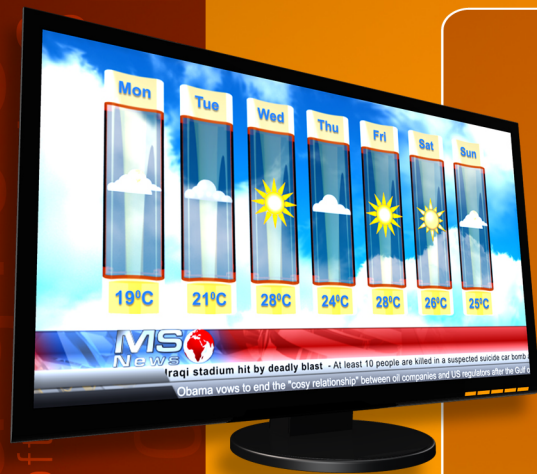 Mon
Tue
Wed
Thu
Fri
Sat
Sun
19ºC
21ºC
28ºC
24ºC
28ºC
26ºC
25ºC
MS
News
raqi stadium hit by deadly blast - At least 10 people are killed in a suspected suicide car bomb
Obama vows to end the "cosy relationship" between oil companies and US regulators after the Gulf